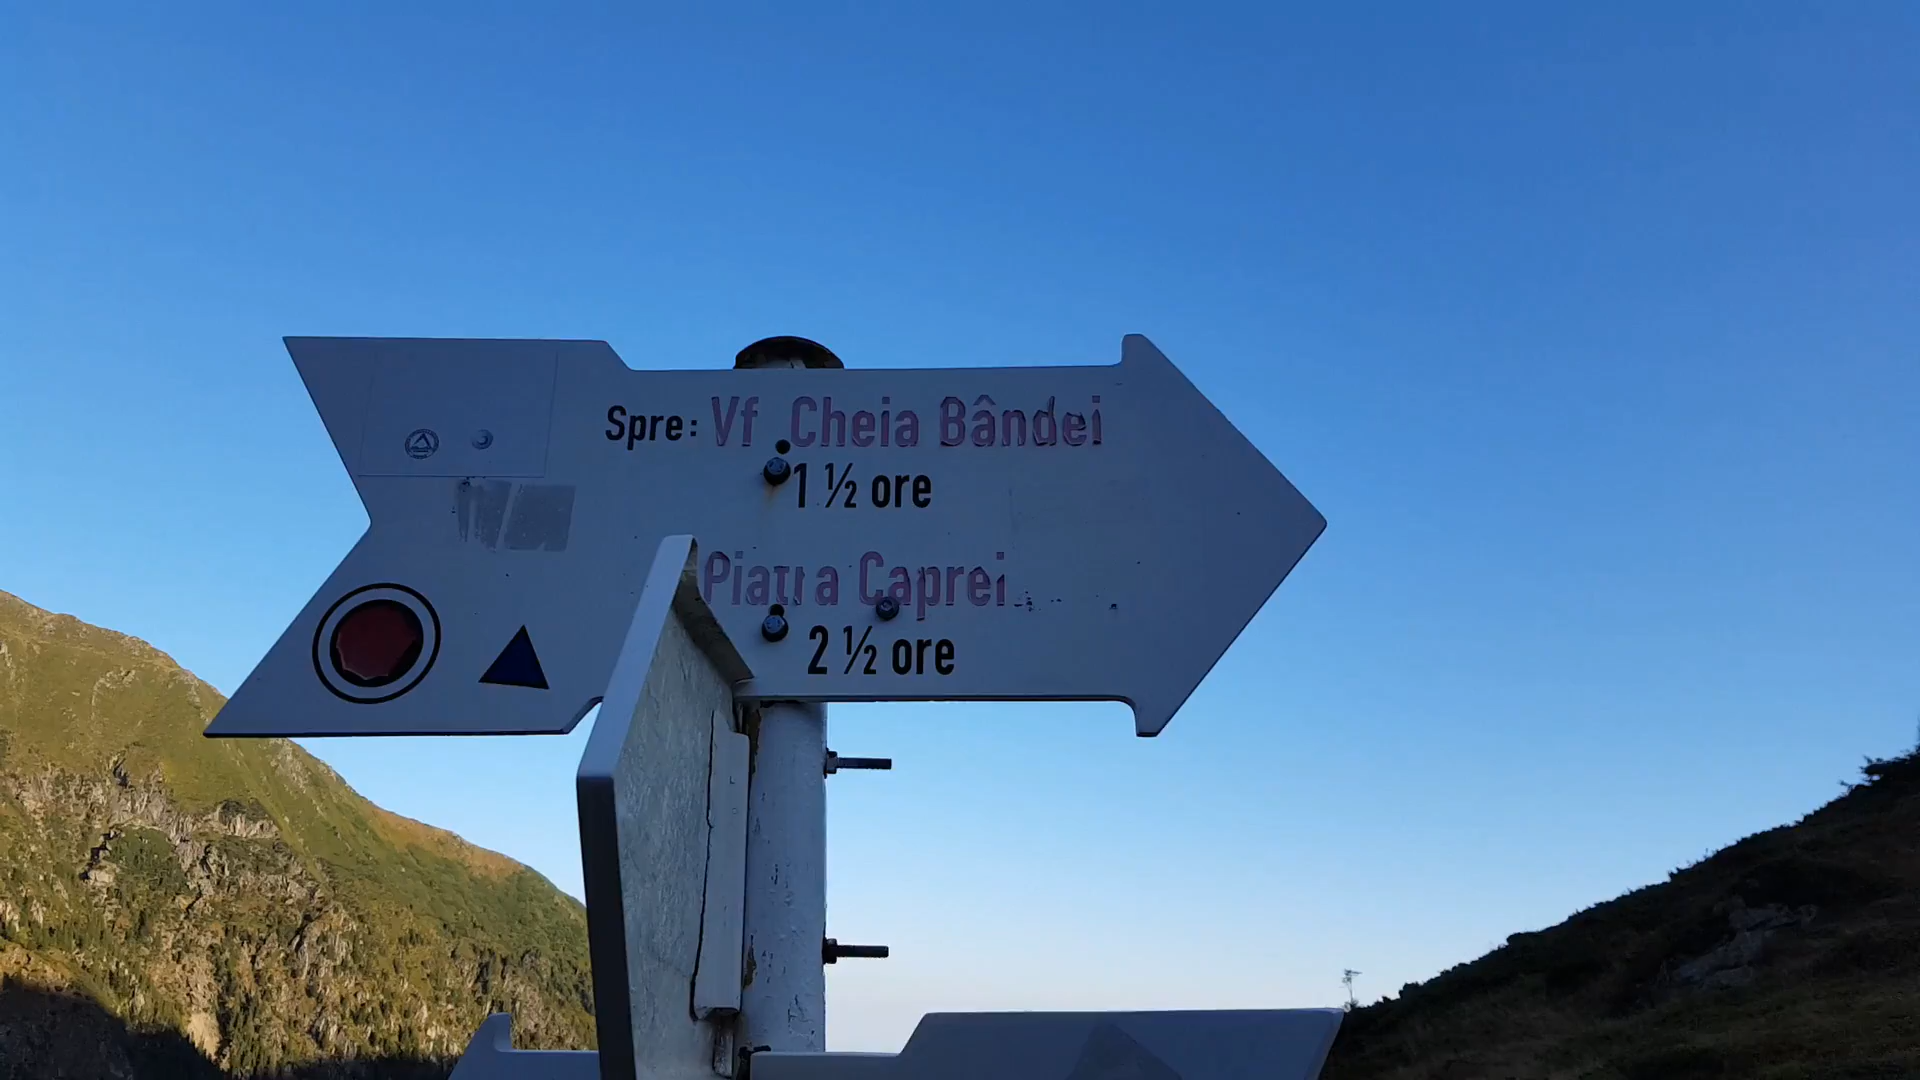 Spre: Vf Cheia Bândei
1 ½ ore
Piatra Caprei
2 ½ ore